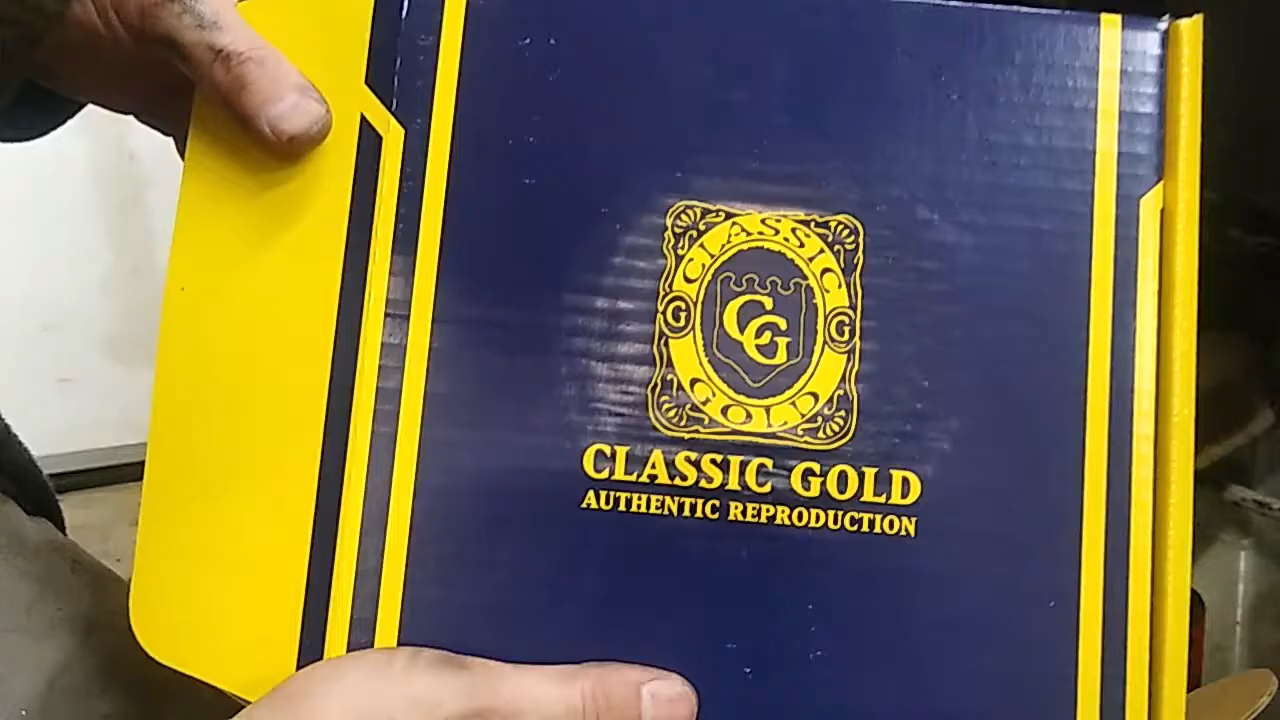 CLASSIC
G CG G
GOLD
CLASSIC GOLD
AUTHENTIC REPRODUCTION